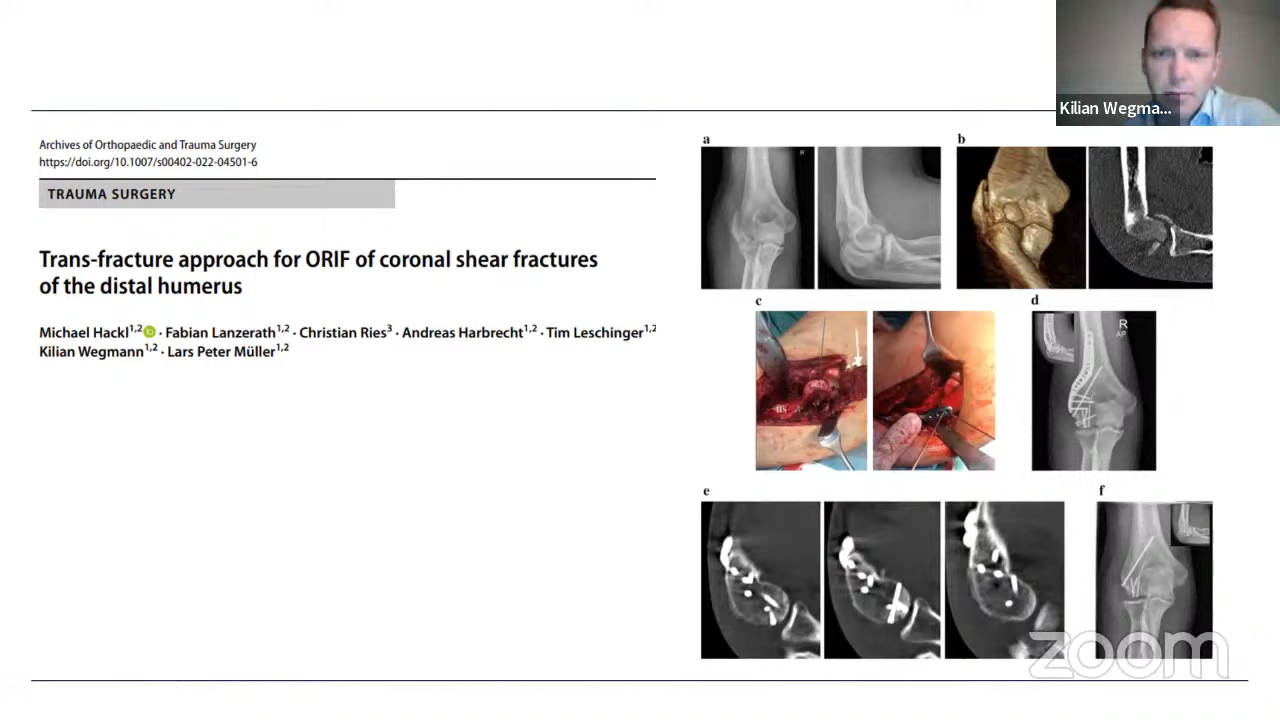 Kilian Wegma...
Archives of Orthopaedic and Trauma Surgery
https://doi.org/10.1007/s00402-022-04501-6
TRAUMA SURGERY
Trans-fracture approach for ORIF of coronal shear fractures
of the distal humerus
Michael Hackl1,2 · Fabian Lanzerath1,2 · Christian Ries3 · Andreas Harbrecht1,2 · Tim Leschinger1,2
Kilian Wegmann1,2 · Lars Peter Müller1,2
a
b
R
c
d
R
AP
e
f
zoom